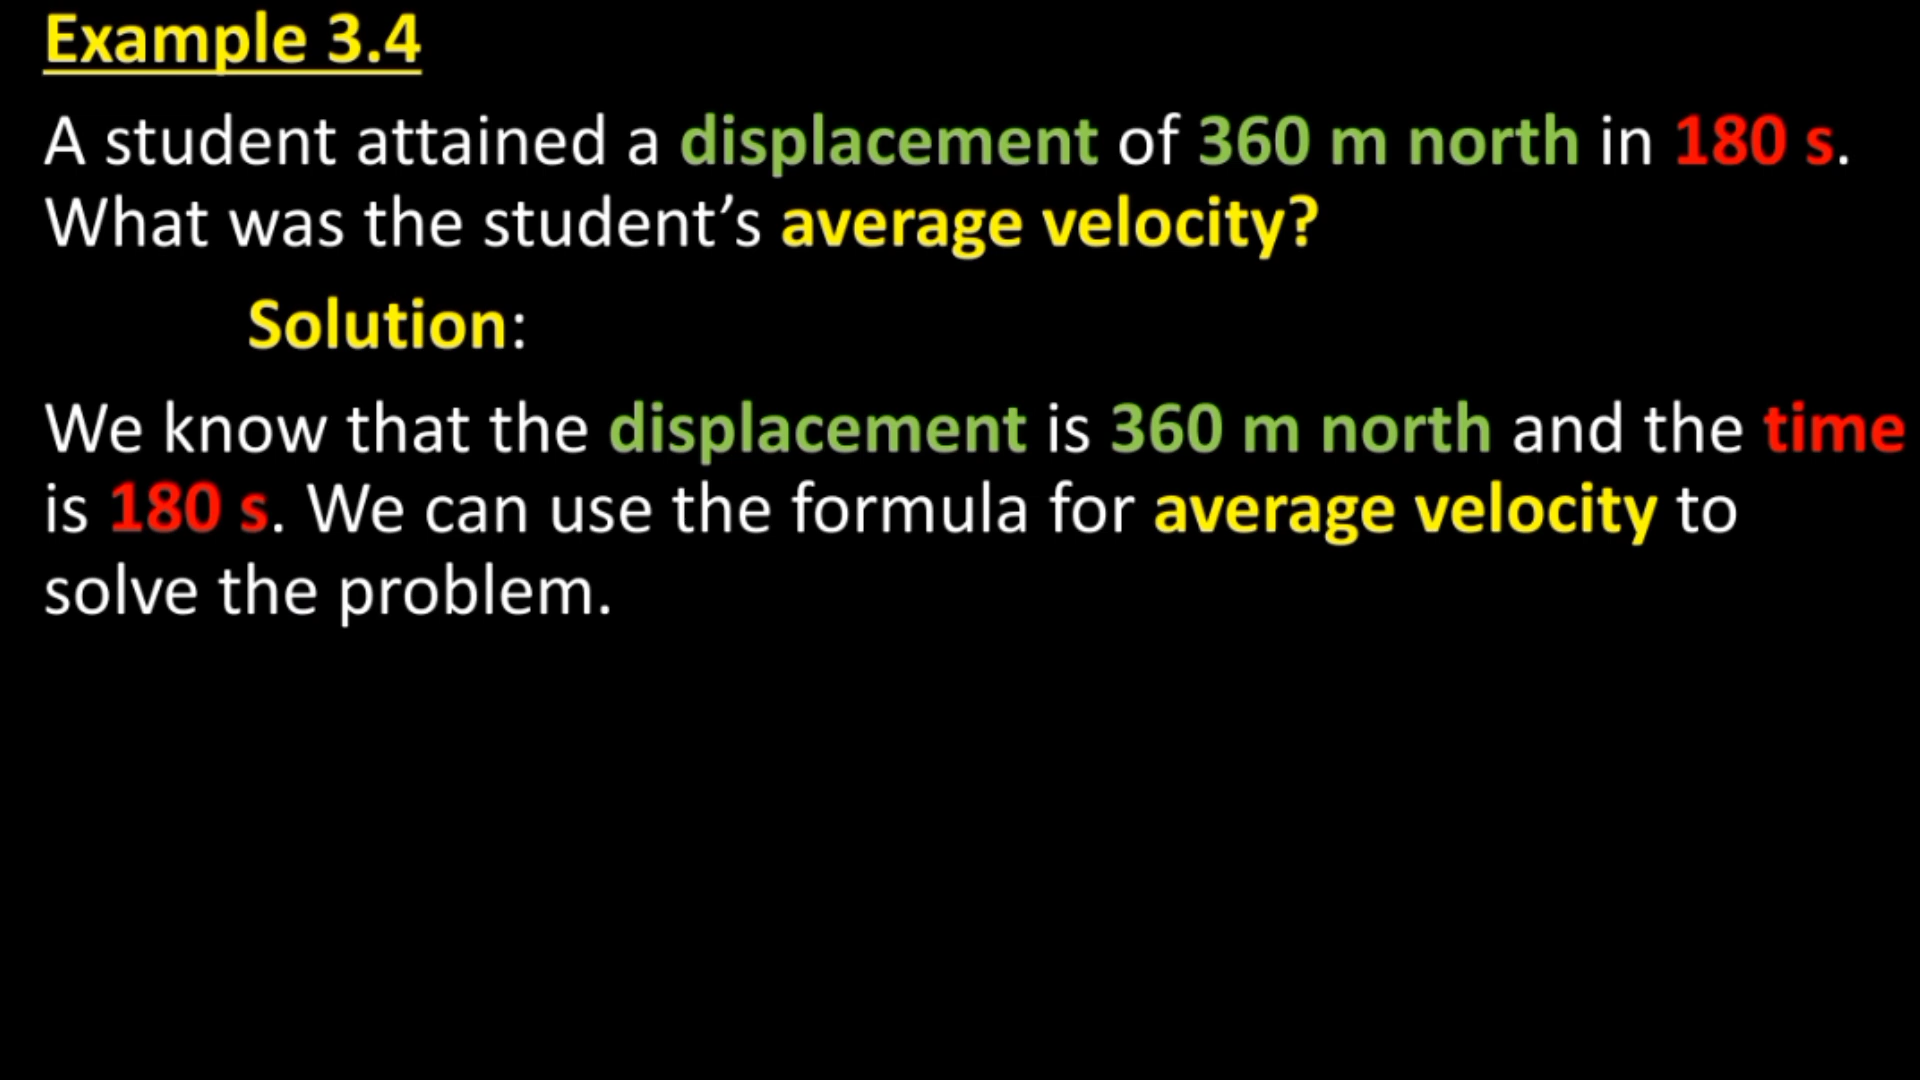 Example 3.4
A student attained a displacement of 360 m north in 180 s.
What was the student’s average velocity?
Solution:
We know that the displacement is 360 m north and the time
is 180 s. We can use the formula for average velocity to
solve the problem.